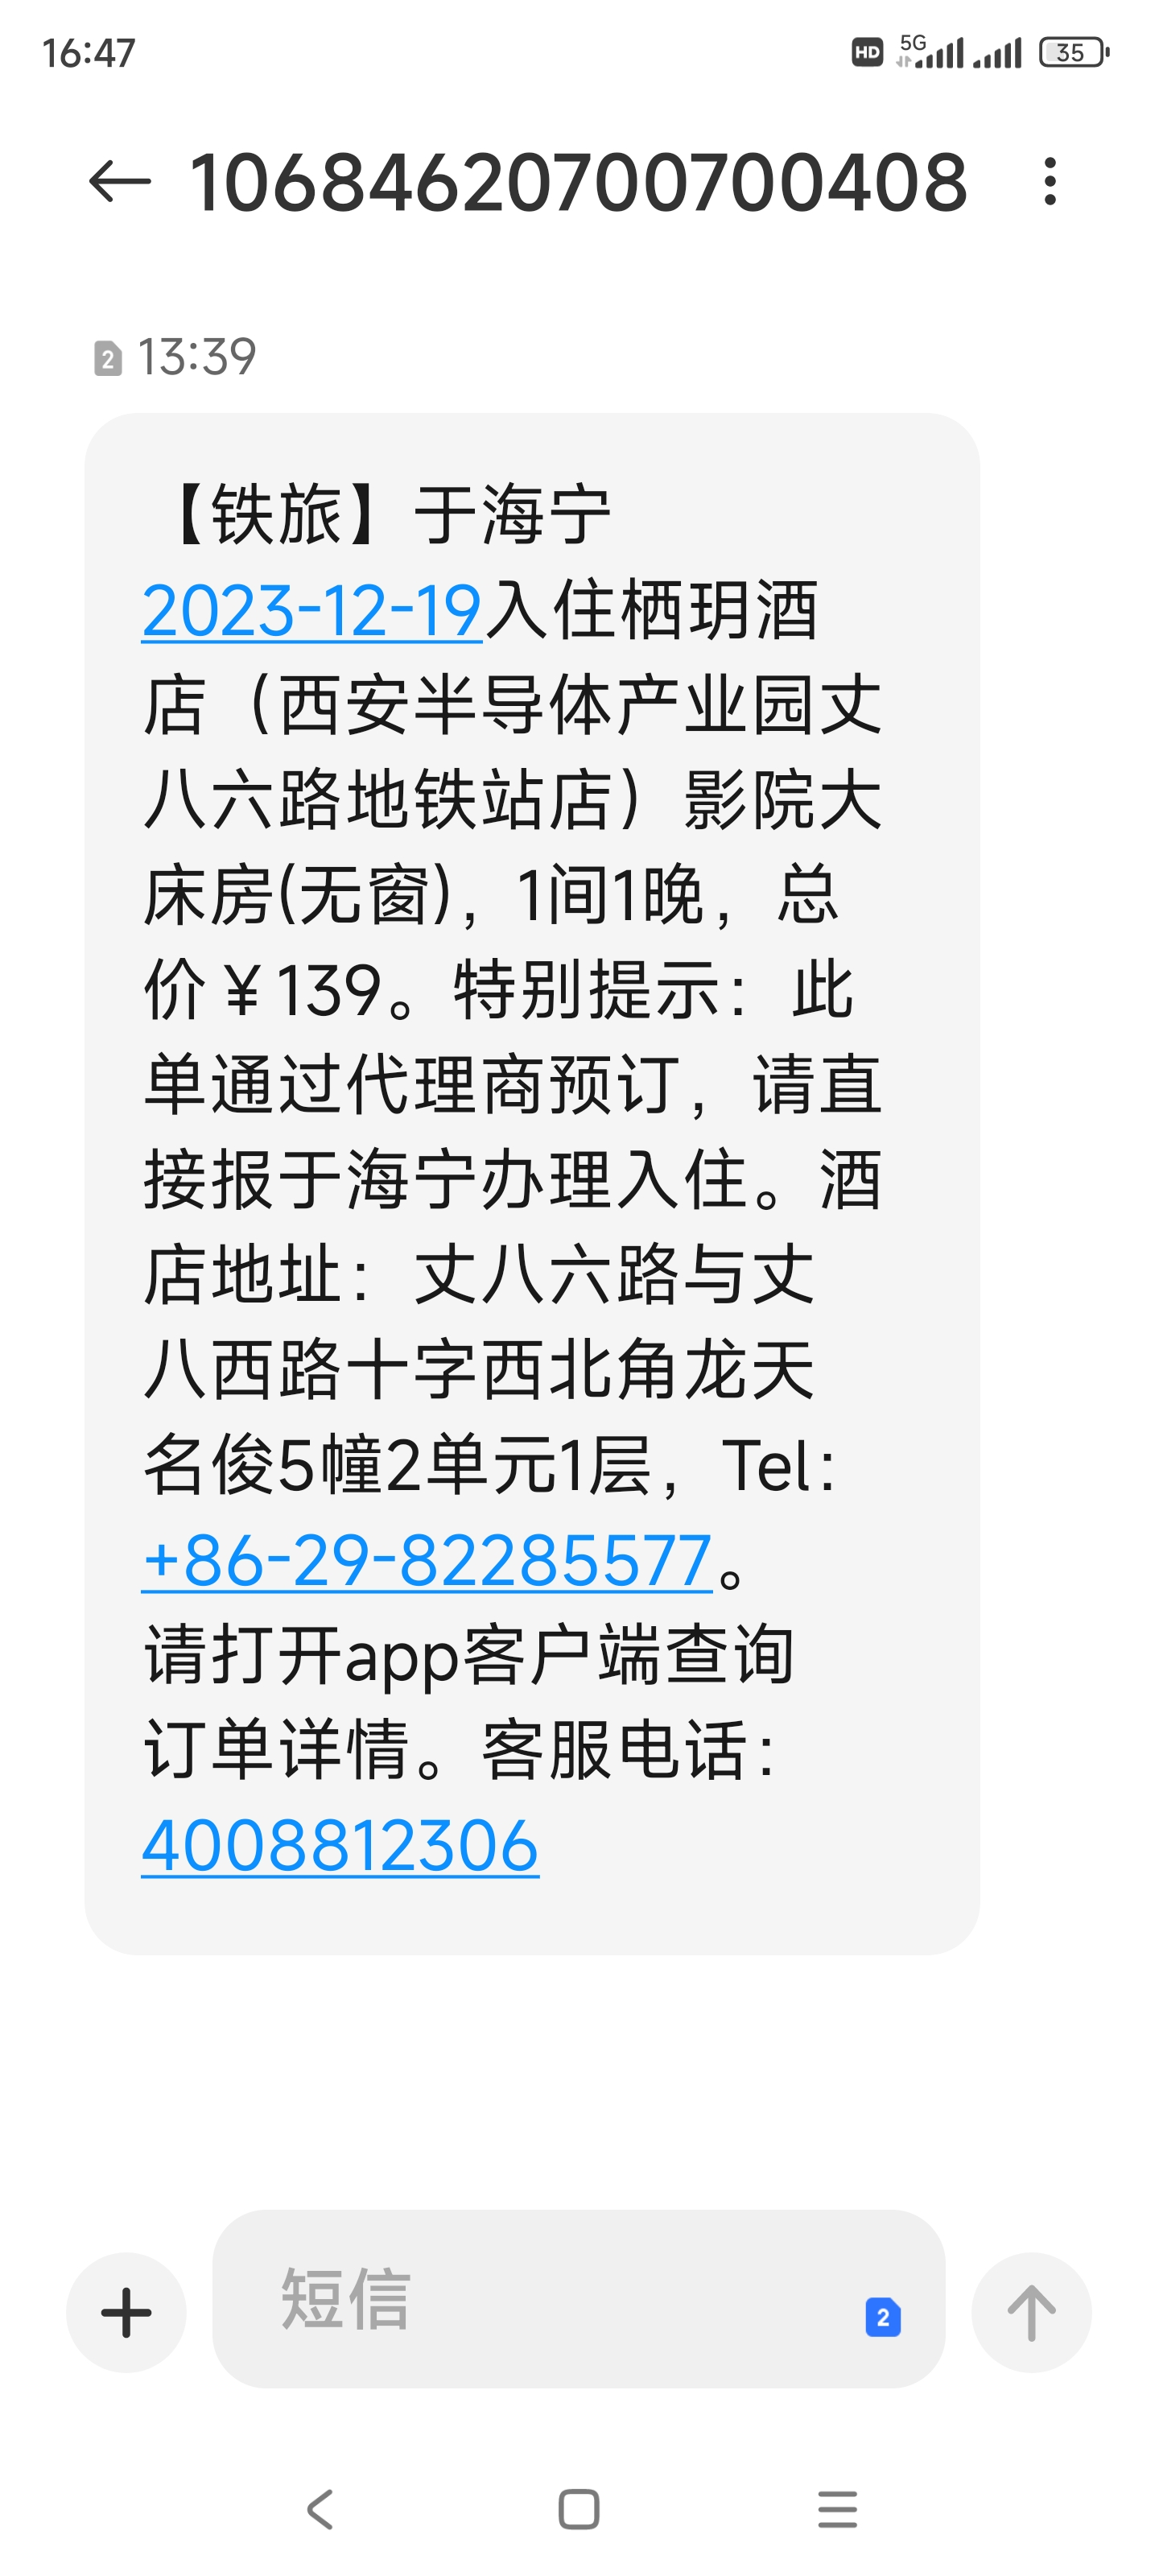 16:47
HD 5G 35
10684620700700408
2 13:39
【铁旅】于海宁
2023-12-19入住栖玥酒
店（西安半导体产业园丈
八六路地铁站店）影院大
床房(无窗)，1间1晚，总
价￥139。特别提示：此
单通过代理商预订，请直
接报于海宁办理入住。酒
店地址：丈八六路与丈
八西路十字西北角龙天
名俊5幢2单元1层，Tel：
+86-29-82285577。
请打开app客户端查询
订单详情。客服电话：
4008812306
短信
2